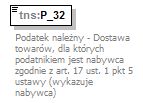 tns:P_32
Podatek należny - Dostawa
towarów, dla których
podatnikiem jest nabywca
zgodnie z art. 17 ust. 1 pkt 5
ustawy (wykazuje
nabywca)